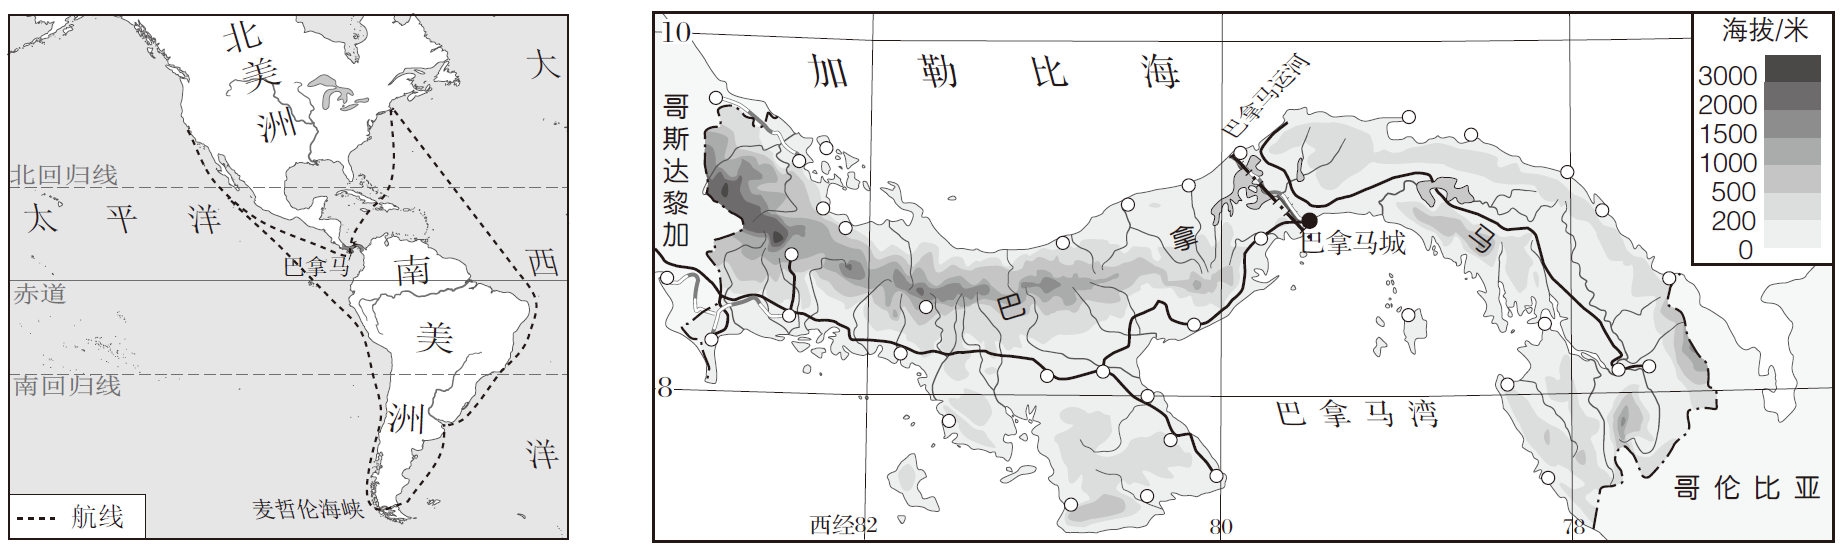 北美洲
大西洋
北回归线
太平洋
巴拿马
南美洲
赤道
南回归线
麦哲伦海峡
航线
10
加勒比海
巴拿马运河
海拔/米
3000
2000
1500
1000
500
200
0
哥斯达黎加
巴拿马
巴拿马城
8
巴拿马湾
哥伦比亚
西经82
80
78